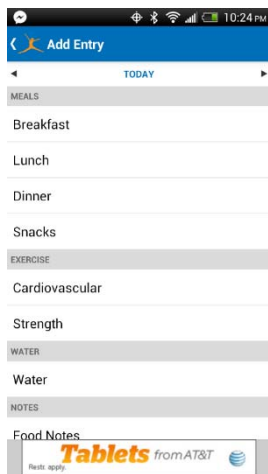 10:24 PM
Add Entry
TODAY
MEALS
Breakfast
Lunch
Dinner
Snacks
EXERCISE
Cardiovascular
Strength
WATER
Water
NOTES
Food Notes
Tablets from AT&T
Restr. apply.